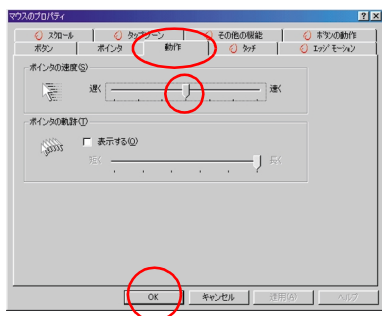 マウスのプロパティ
スクロール タップゾーン その他の機能 ボタンの動作
ボタン ポインタ 動作 タッチ エッジ モーション
ポインタの速度(S)
遅く 速く
ポインタの軌跡(T)
表示する(O)
短く 長く
OK キャンセル 適用(A) ヘルプ